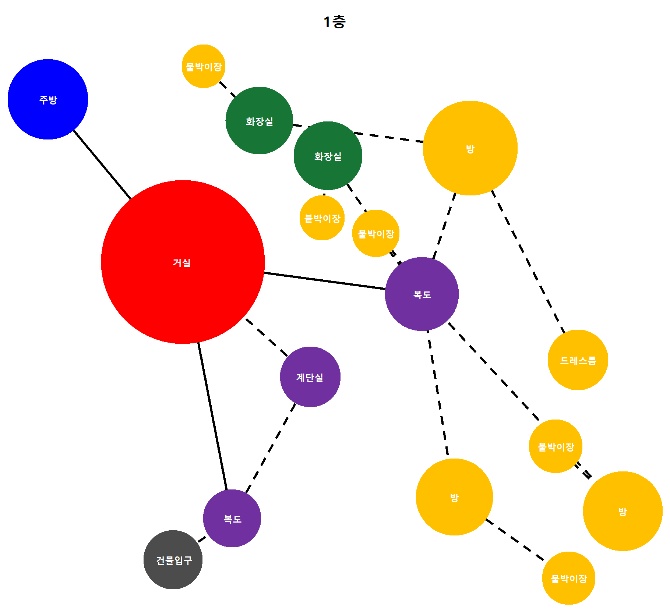 1층
붙박이장
주방
화장실
방
화장실
붙박이장
붙박이장
거실
복도
드레스룸
계단실
붙박이장
방
방
복도
건물입구
붙박이장